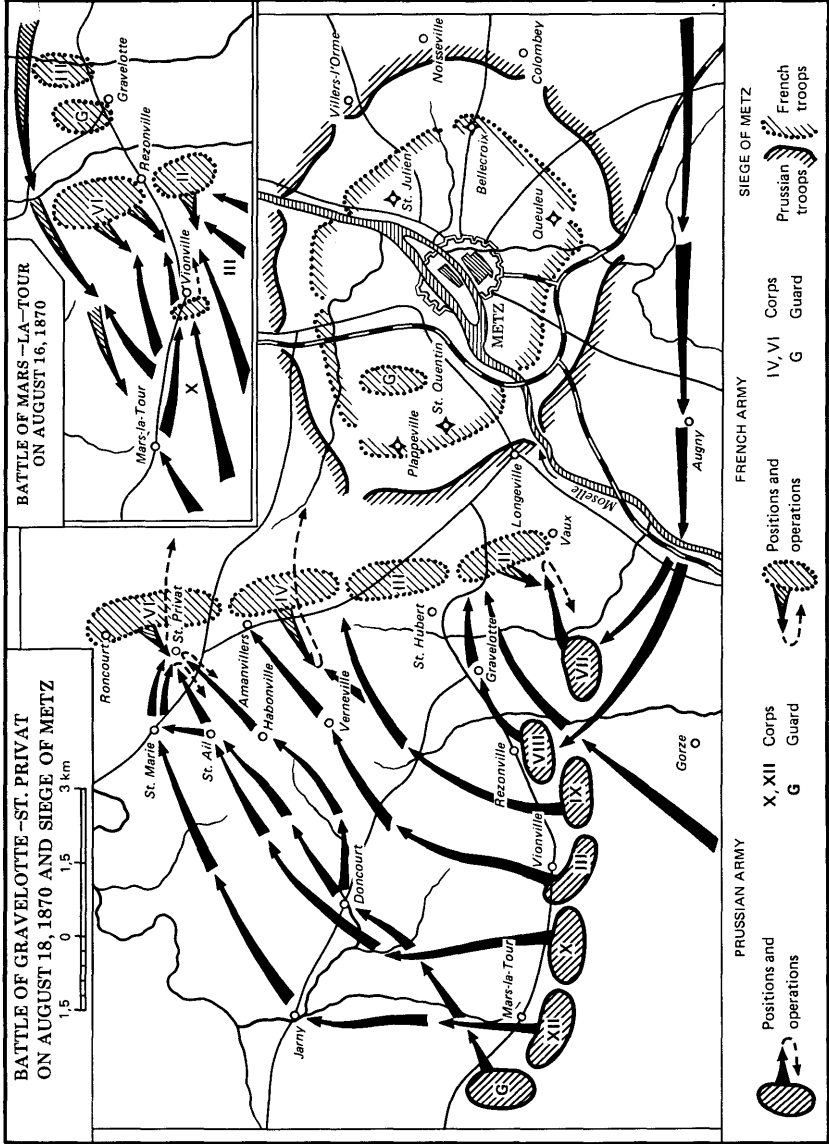 BATTLE OF GRAVELOTTE–ST. PRIVAT
ON AUGUST 18, 1870 AND SIEGE OF METZ
1,5 0 1,5 3 km
BATTLE OF MARS–LA–TOUR
ON AUGUST 16, 1870
Mars-la-Tour
Vionville
Rezonville
Gravelotte
X
III
VI
II
G
III
Roncourt
VI
St. Privat
St. Marie
St. Ail
Amanvillers
Habonville
IV
Verneville
III
St. Hubert
Gravelotte
II
Longeville
Vaux
Moselle
Jarny
Doncourt
Rezonville
Vionville
Mars-la-Tour
G
XII
X
III
IX
VIII
VII
Gorze
Augny
Plappeville
St. Quentin
G
METZ
St. Julien
Bellecroix
Queuleu
Villers-l'Orme
Noisseville
Colombey
PRUSSIAN ARMY
Positions and
operations
X, XII Corps
G Guard
FRENCH ARMY
Positions and
operations
IV, VI Corps
G Guard
SIEGE OF METZ
Prussian
troops
French
troops